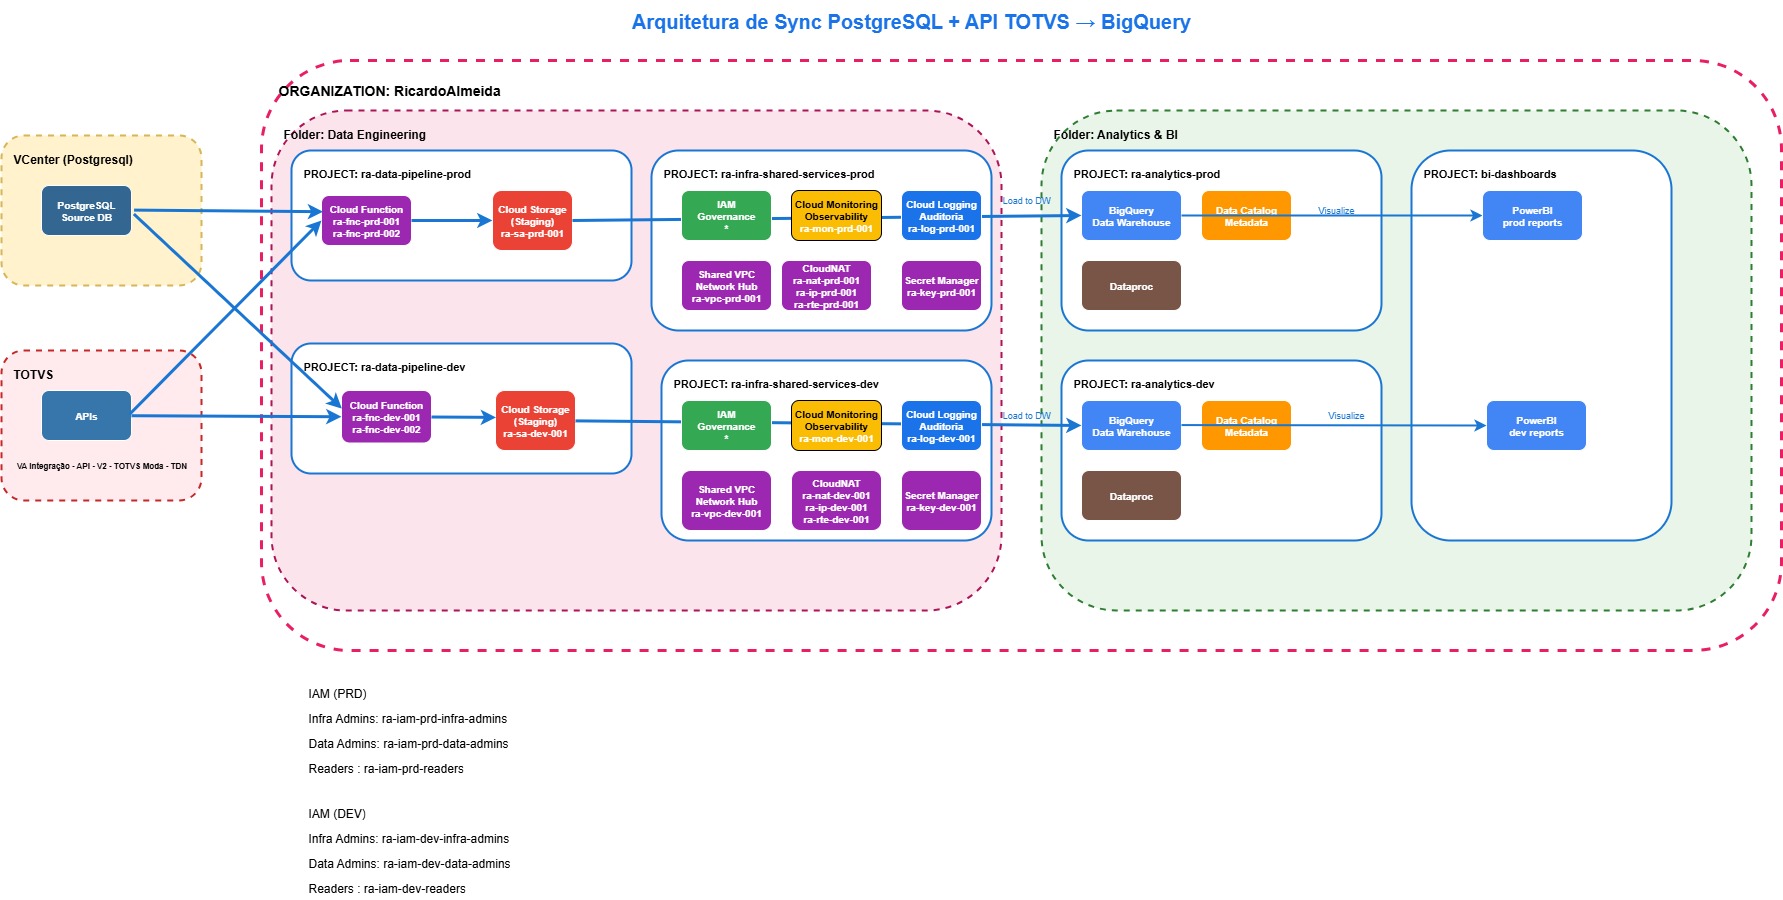 Arquitetura de Sync PostgreSQL + API TOTVS → BigQuery
ORGANIZATION: RicardoAlmeida
VCenter (Postgresql)
PostgreSQL
Source DB
TOTVS
APIs
VA Integração - API - V2 - TOTVS Moda - TDN
Folder: Data Engineering
PROJECT: ra-data-pipeline-prod
Cloud Function
ra-fnc-prd-001
ra-fnc-prd-002
Cloud Storage
(Staging)
ra-sa-prd-001
PROJECT: ra-infra-shared-services-prod
IAM
Governance
*
Cloud Monitoring
Observability
ra-mon-prd-001
Cloud Logging
Auditoria
ra-log-prd-001
Shared VPC
Network Hub
ra-vpc-prd-001
CloudNAT
ra-nat-prd-001
ra-ip-prd-001
ra-rte-prd-001
Secret Manager
ra-key-prd-001
PROJECT: ra-data-pipeline-dev
Cloud Function
ra-fnc-dev-001
ra-fnc-dev-002
Cloud Storage
(Staging)
ra-sa-dev-001
PROJECT: ra-infra-shared-services-dev
IAM
Governance
*
Cloud Monitoring
Observability
ra-mon-dev-001
Cloud Logging
Auditoria
ra-log-dev-001
Shared VPC
Network Hub
ra-vpc-dev-001
CloudNAT
ra-nat-dev-001
ra-ip-dev-001
ra-rte-dev-001
Secret Manager
ra-key-dev-001
Load to DW
Load to DW
Folder: Analytics & BI
PROJECT: ra-analytics-prod
BigQuery
Data Warehouse
Data Catalog
Metadata
Dataproc
Visualize
PROJECT: ra-analytics-dev
BigQuery
Data Warehouse
Data Catalog
Metadata
Dataproc
Visualize
PROJECT: bi-dashboards
PowerBI
prod reports
PowerBI
dev reports
IAM (PRD)
Infra Admins: ra-iam-prd-infra-admins
Data Admins: ra-iam-prd-data-admins
Readers : ra-iam-prd-readers
IAM (DEV)
Infra Admins: ra-iam-dev-infra-admins
Data Admins: ra-iam-dev-data-admins
Readers : ra-iam-dev-readers